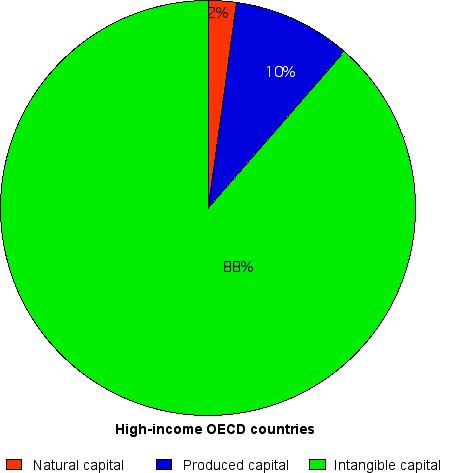 2%
10%
88%
High-income OECD countries
Natural capital Produced capital Intangible capital